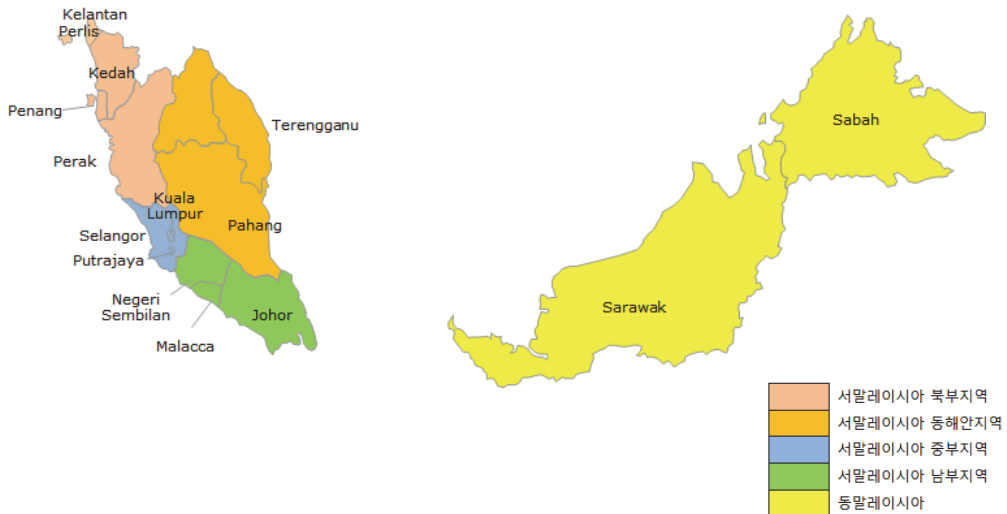 Kelantan
Perlis
Kedah
Penang
Perak
Terengganu
Kuala
Lumpur
Pahang
Selangor
Putrajaya
Negeri
Sembilan
Malacca
Johor
Sabah
Sarawak
서말레이시아 북부지역
서말레이시아 동해안지역
서말레이시아 중부지역
서말레이시아 남부지역
동말레이시아